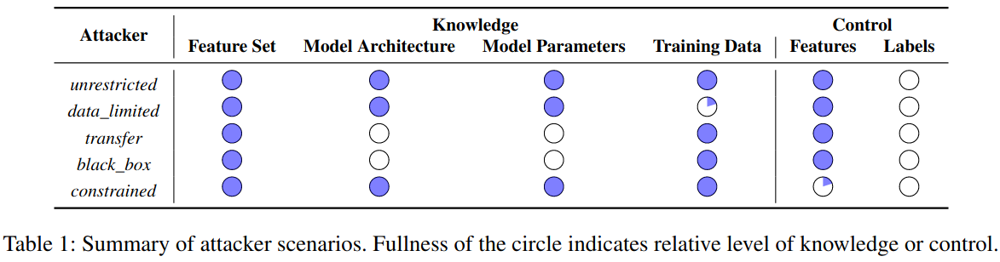 Attacker Knowledge Control
Feature Set Model Architecture Model Parameters Training Data Features Labels
unrestricted
data_limited
transfer
black_box
constrained
Table 1: Summary of attacker scenarios. Fullness of the circle indicates relative level of knowledge or control.